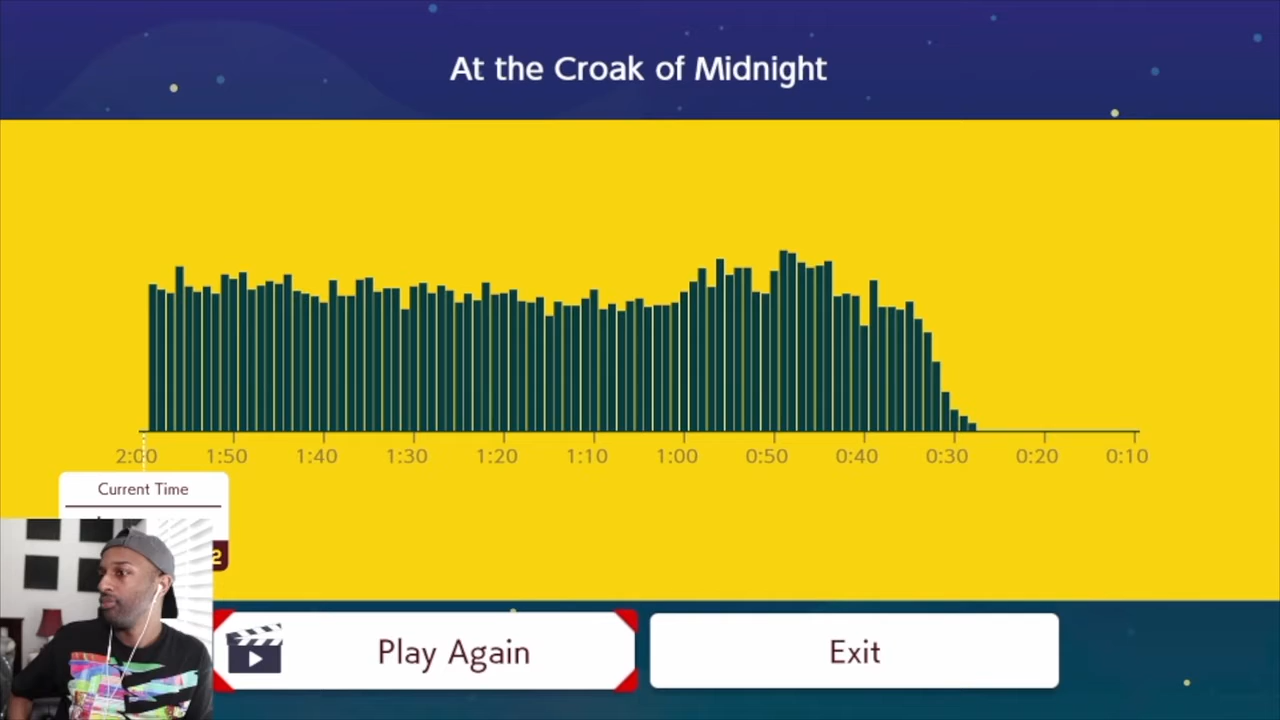 At the Croak of Midnight
2:00 1:50 1:40 1:30 1:20 1:10 1:00 0:50 0:40 0:30 0:20 0:10
Current Time
2
Play Again
Exit